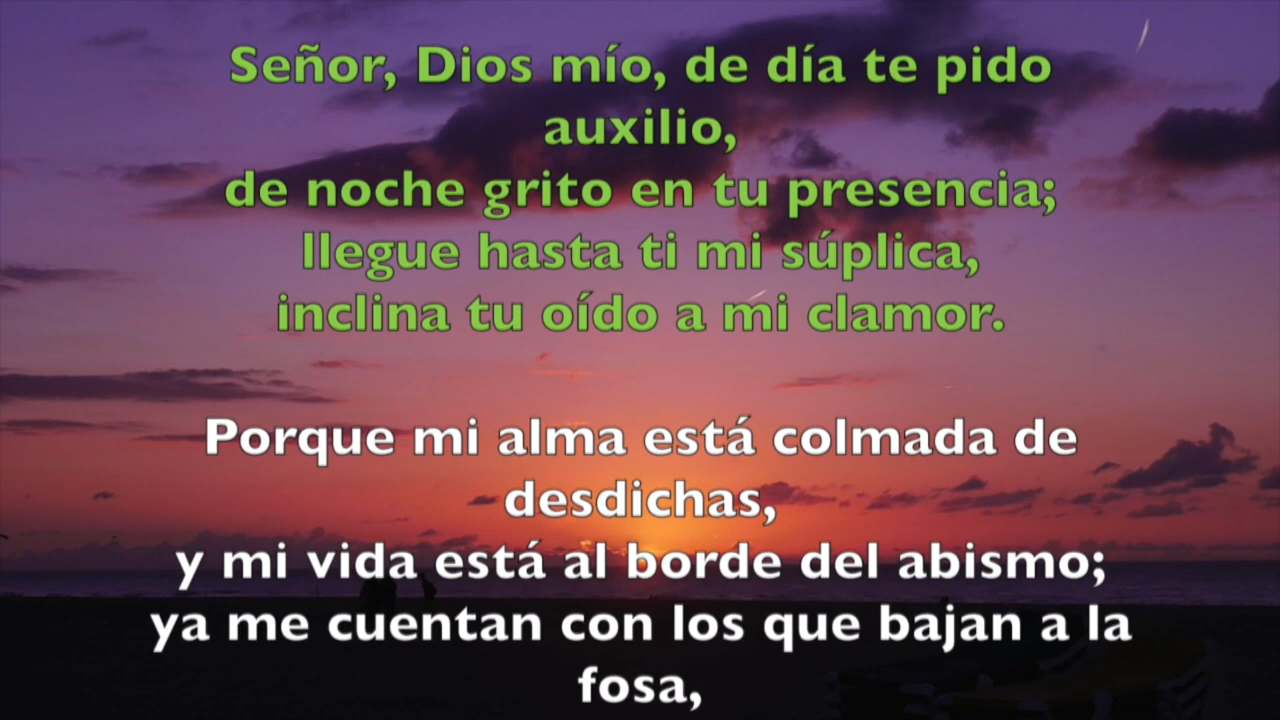 Señor, Dios mío, de día te pido
auxilio,
de noche grito en tu presencia;
llegue hasta ti mi súplica,
inclina tu oído a mi clamor.
Porque mi alma está colmada de
desdichas,
y mi vida está al borde del abismo;
ya me cuentan con los que bajan a la
fosa,